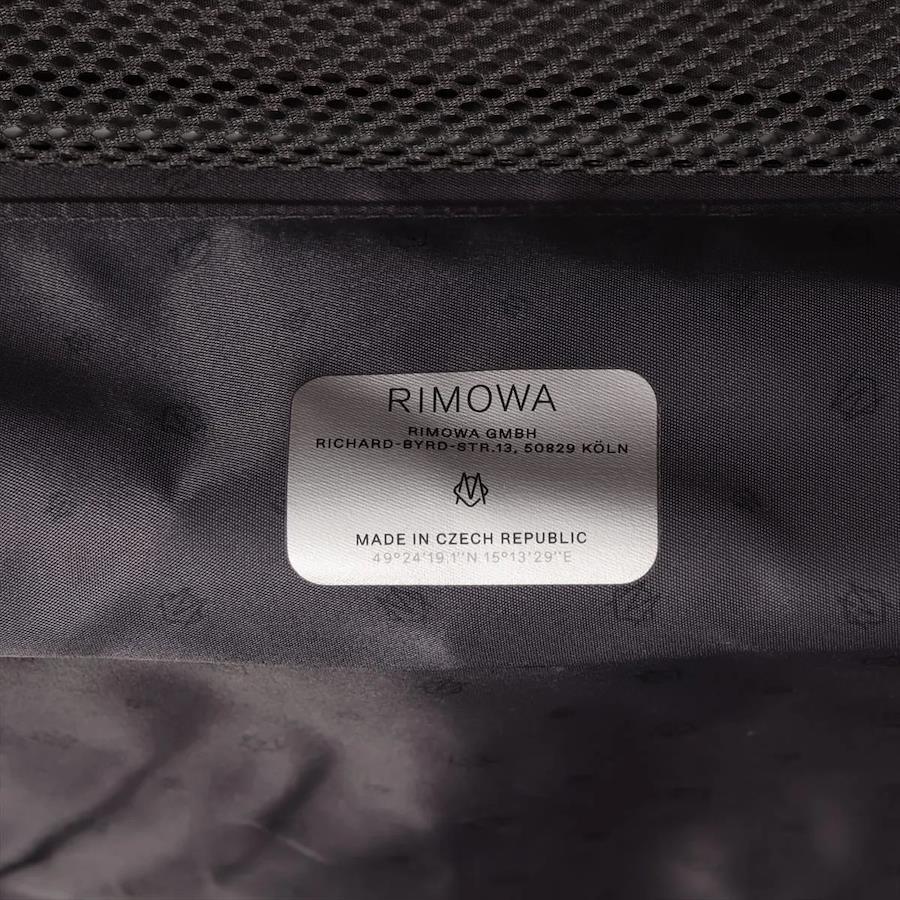 RIMOWA
RIMOWA GMBH
RICHARD-BYRD-STR.13, 50829 KÖLN
MADE IN CZECH REPUBLIC
49°24'19.1''N 15°13'29''E